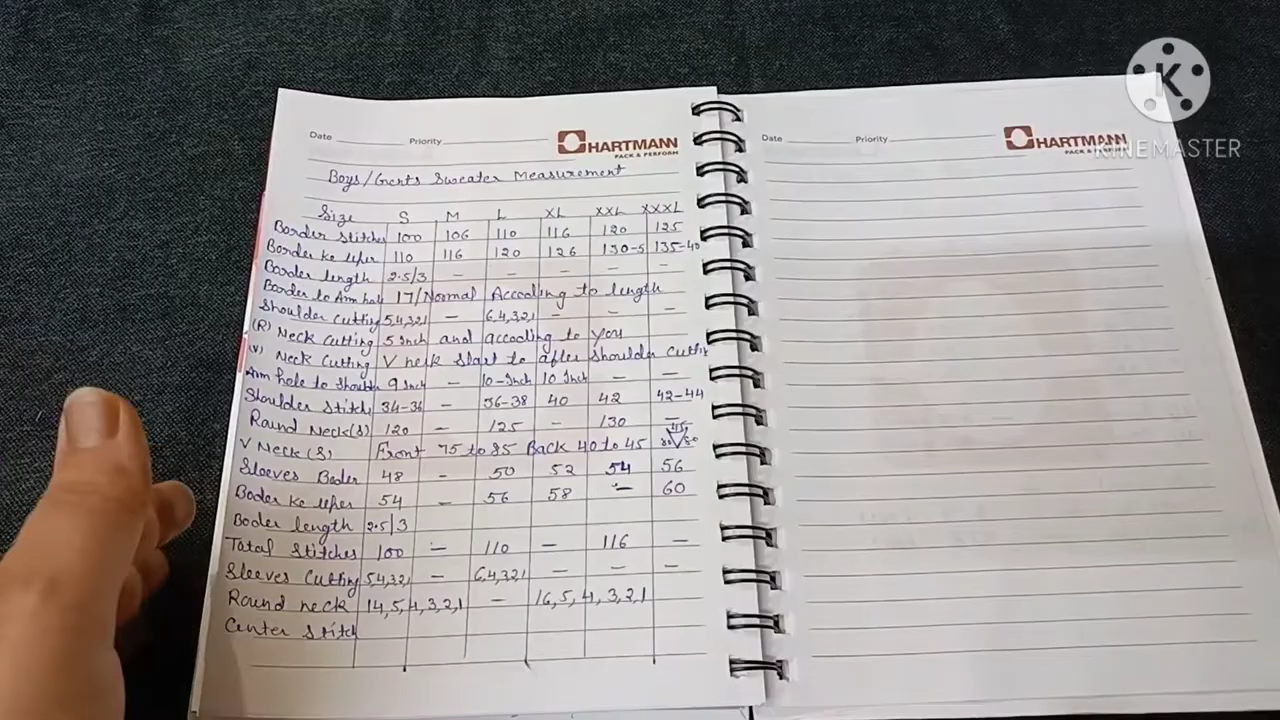 Date Priority HARTMANN
PACK & PERFORM
Boys/Gents Sweater Measurement
Size S M L XL XXL XXXL
Border Stitches 100 106 110 116 120 125
Border ke Uper 110 116 120 126 130-5 135-40
Border length 2.5/3 - - - - -
Border to Arm hole 17/Normal According to length
Shoulder Cutting 5,4,3,2,1 - 6,4,3,2,1 - - -
(R) Neck Cutting 5 Inch and accoding to you
(V) Neck Cutting V neck Start to after Shoulder Cutting
Arm hole to Shoulder 9 Inch - 10-Inch 10 Inch - -
Shoulder Stitch 34-36 - 36-38 40 42 42-44
Round Neck(S) 120 - 125 - 130 -
V Neck (S) Front 75 to 85 Back 40 to 45
Sleeves Boder 48 - 50 52 54 56
Boder ke Uper 54 - 56 58 - 60
Boder length 2.5/3
Total Stitches 100 - 110 - 116 -
Sleeves Cutting 5,4,3,2,1 - 6,4,3,2,1 - - -
Round neck 14,5,4,3,2,1 - 16,5,4,3,2,1
Center Stitch
Date Priority HARTMANN
PACK & PERFORM
K
KINEMASTER